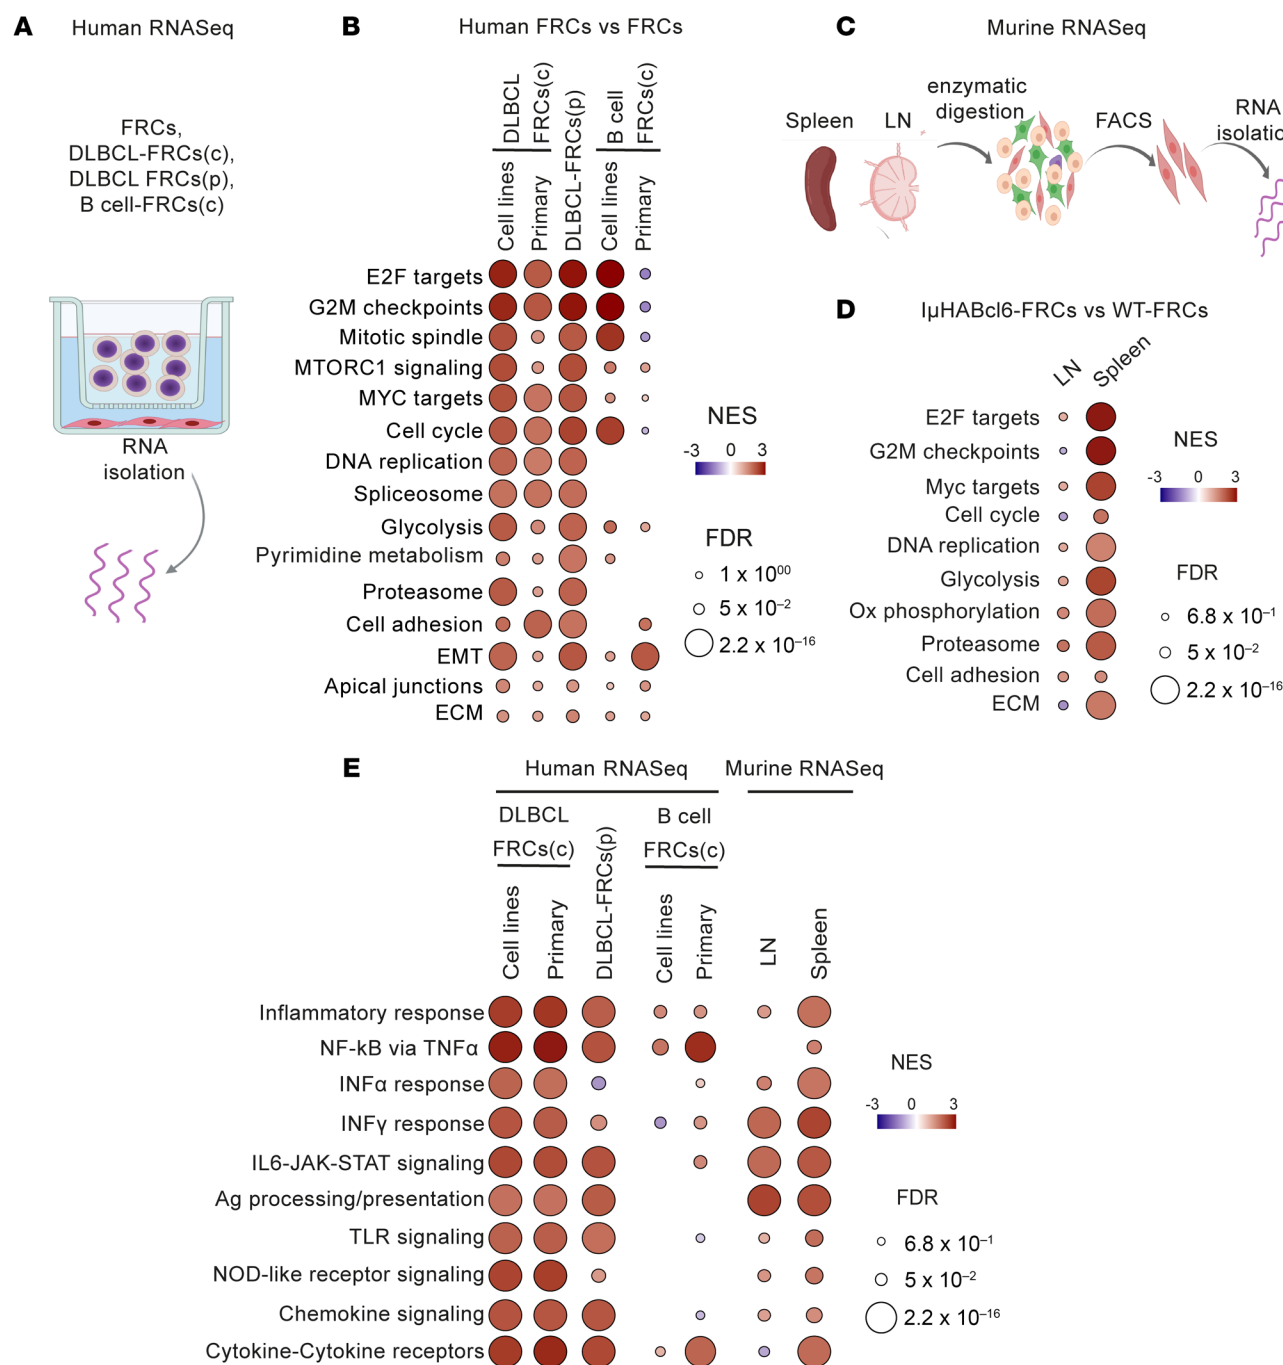 A
Human RNASeq
FRCs,
DLBCL-FRCs(c),
DLBCL FRCs(p),
B cell-FRCs(c)
RNA
isolation
B
Human FRCs vs FRCs
DLBCL
FRCs(c)
DLBCL-FRCs(p)
B cell
FRCs(c)
Cell lines
Primary
Cell lines
Primary
E2F targets
G2M checkpoints
Mitotic spindle
MTORC1 signaling
MYC targets
Cell cycle
DNA replication
Spliceosome
Glycolysis
Pyrimidine metabolism
Proteasome
Cell adhesion
EMT
Apical junctions
ECM
NES
-3 0 3
FDR
1 x 10⁰⁰
5 x 10⁻²
2.2 x 10⁻¹⁶
C
Murine RNASeq
Spleen
LN
enzymatic
digestion
FACS
RNA
isolatio
D
IµHABcl6-FRCs vs WT-FRCs
LN
Spleen
E2F targets
G2M checkpoints
Myc targets
Cell cycle
DNA replication
Glycolysis
Ox phosphorylation
Proteasome
Cell adhesion
ECM
NES
-3 0 3
FDR
6.8 x 10⁻¹
5 x 10⁻²
2.2 x 10⁻¹⁶
E
Human RNASeq
Murine RNASeq
DLBCL
FRCs(c)
DLBCL-FRCs(p)
B cell
FRCs(c)
Cell lines
Primary
Cell lines
Primary
LN
Spleen
Inflammatory response
NF-kB via TNFα
INFα response
INFγ response
IL6-JAK-STAT signaling
Ag processing/presentation
TLR signaling
NOD-like receptor signaling
Chemokine signaling
Cytokine-Cytokine receptors
NES
-3 0 3
FDR
6.8 x 10⁻¹
5 x 10⁻²
2.2 x 10⁻¹⁶